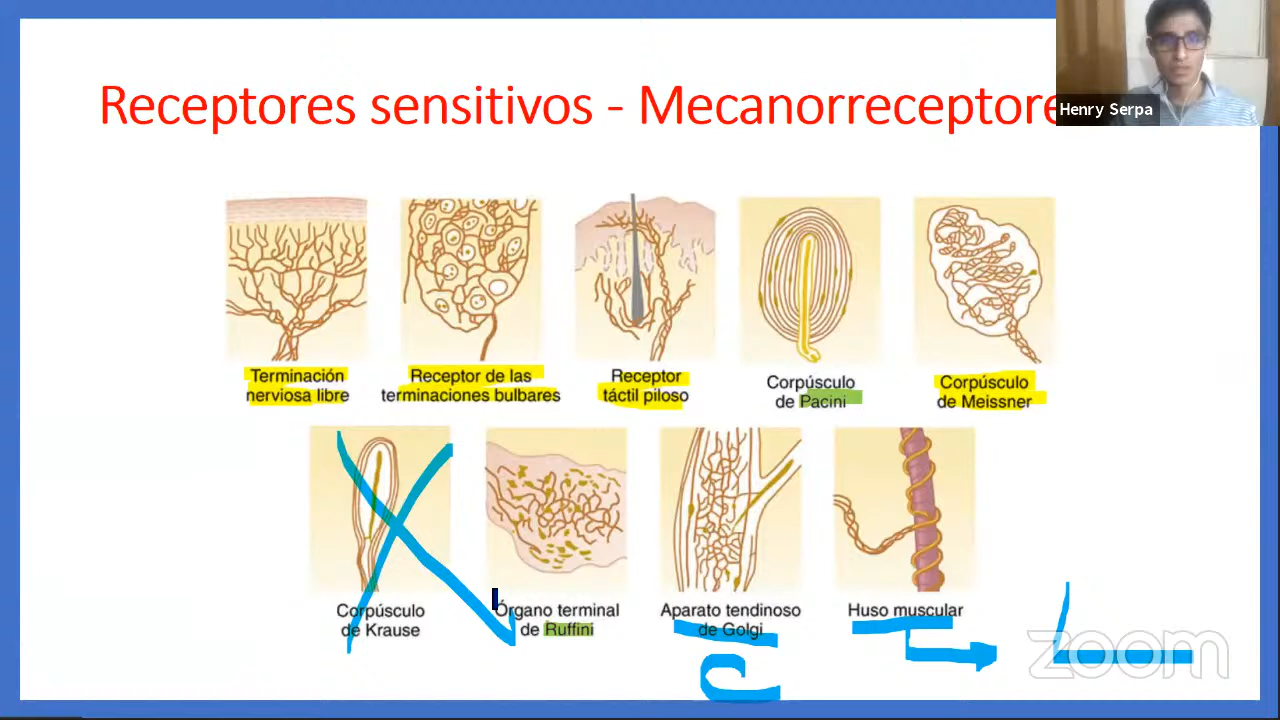 Receptores sensitivos - Mecanorreceptore
Henry Serpa
Terminación
nerviosa libre
Receptor de las
terminaciones bulbares
Receptor
táctil piloso
Corpúsculo
de Pacini
Corpúsculo
de Meissner
Corpúsculo
de Krause
Órgano terminal
de Ruffini
Aparato tendinoso
de Golgi
Huso muscular
L
zoom